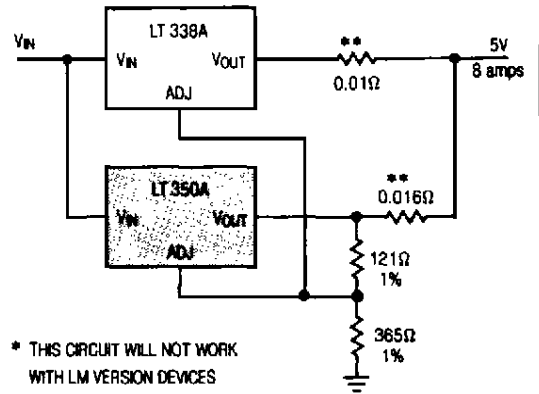 LT 338A
VIN
VIN
VOUT
ADJ
**
0.01Ω
5V
8 amps
LT 350A
VIN
VOUT
ADJ
**
0.016Ω
121Ω
1%
365Ω
1%
* THIS CIRCUIT WILL NOT WORK
WITH LM VERSION DEVICES